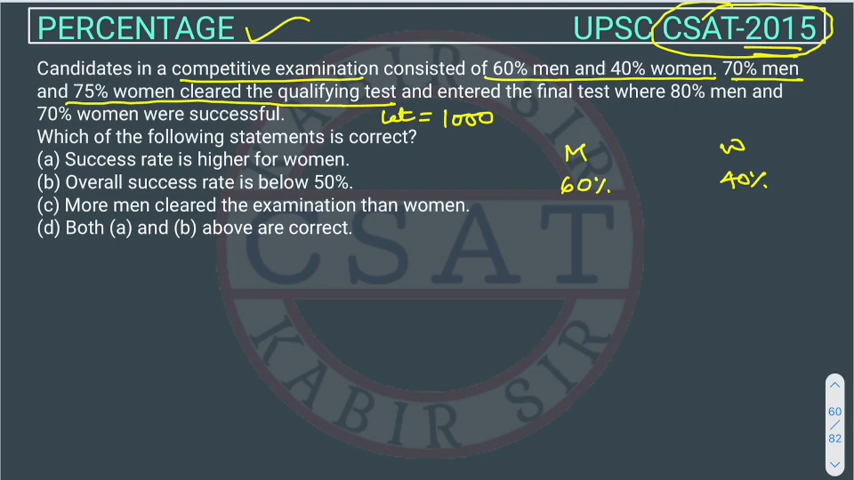 PERCENTAGE
UPSC CSAT-2015
Candidates in a competitive examination consisted of 60% men and 40% women. 70% men
and 75% women cleared the qualifying test and entered the final test where 80% men and
70% women were successful.
let = 1000
Which of the following statements is correct?
M W
(a) Success rate is higher for women.
(b) Overall success rate is below 50%.
60% 40%
(c) More men cleared the examination than women.
(d) Both (a) and (b) above are correct.
KABIR SIR
CSAT
KABIR SIR
60
/
82